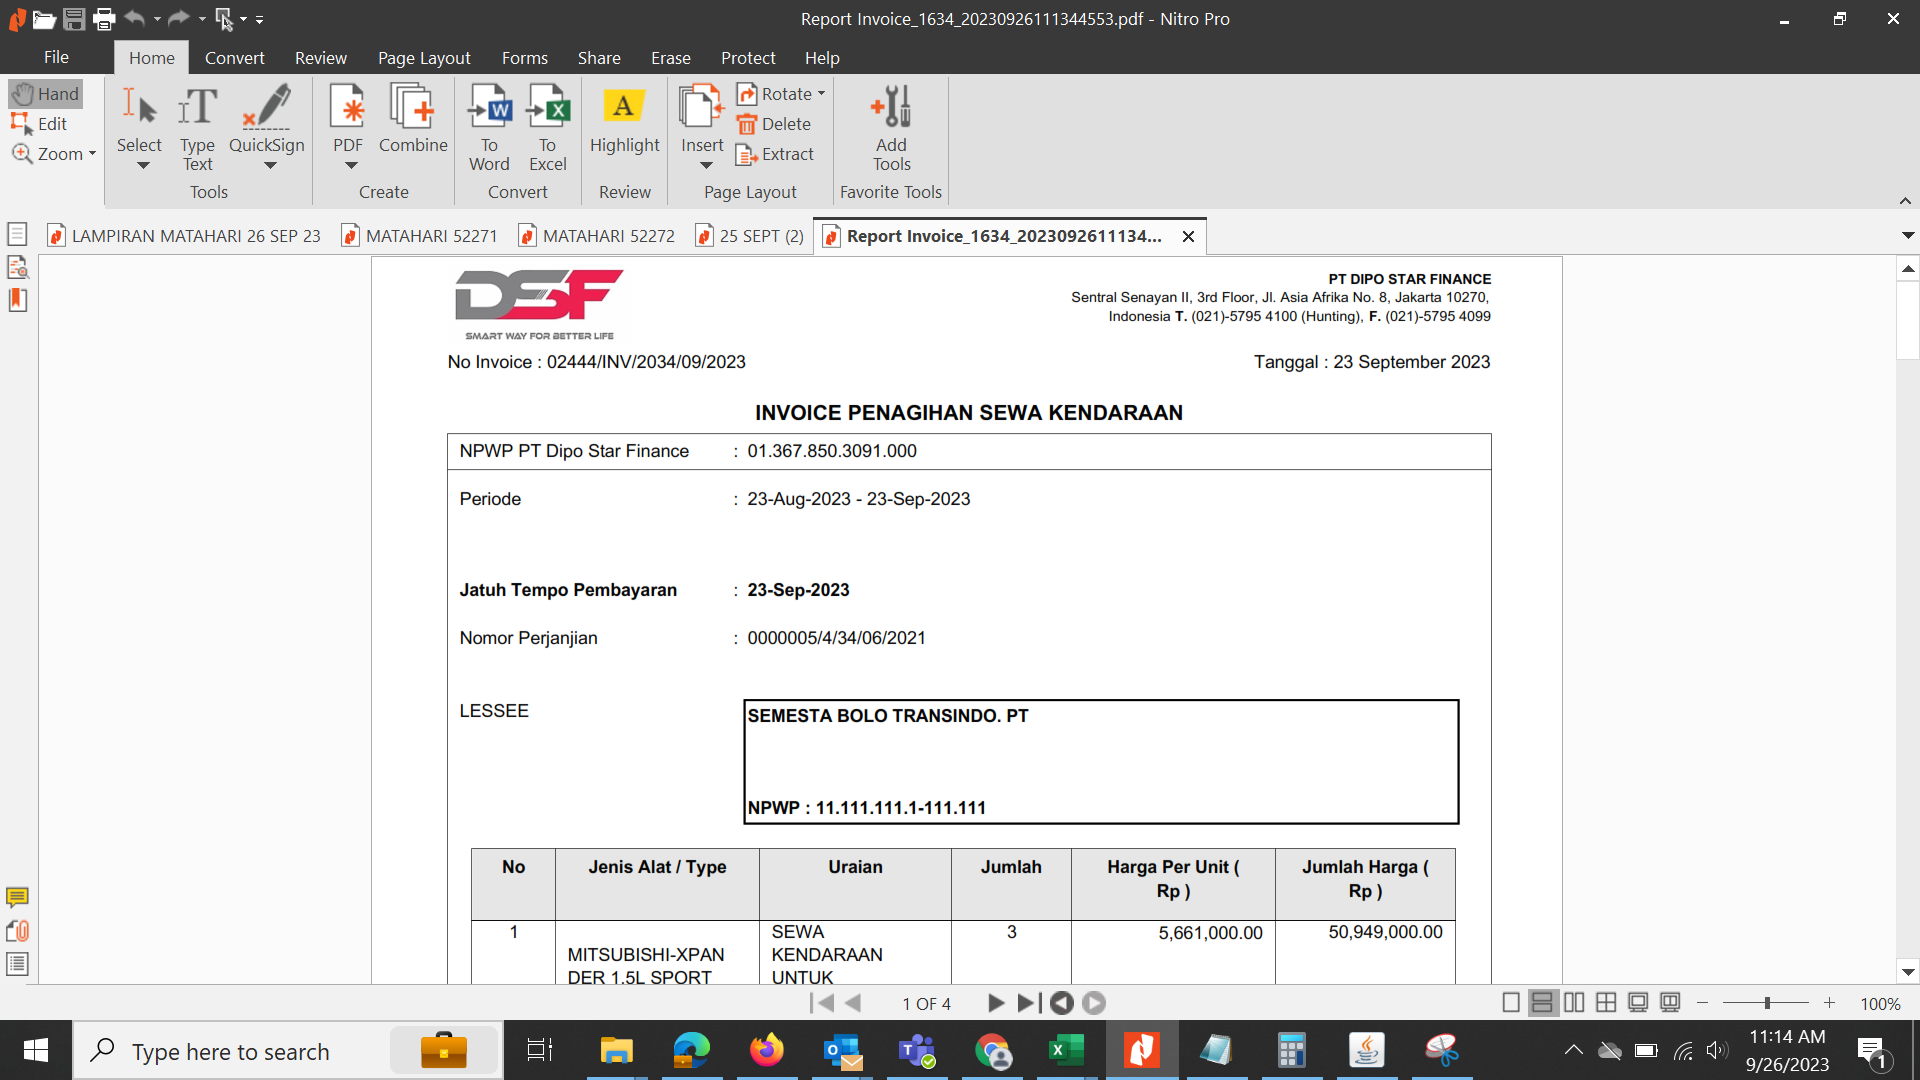 Report Invoice_1634_20230926111344553.pdf - Nitro Pro
File Home Convert Review Page Layout Forms Share Erase Protect Help
Hand
Edit
Zoom
Select
Type Text
QuickSign
Tools
PDF
Combine
Create
To Word
To Excel
Convert
Highlight
Review
Insert
Rotate
Delete
Extract
Page Layout
Add Tools
Favorite Tools
LAMPIRAN MATAHARI 26 SEP 23
MATAHARI 52271
MATAHARI 52272
25 SEPT (2)
Report Invoice_1634_2023092611134...
DSF
SMART WAY FOR BETTER LIFE
PT DIPO STAR FINANCE
Sentral Senayan II, 3rd Floor, Jl. Asia Afrika No. 8, Jakarta 10270,
Indonesia T. (021)-5795 4100 (Hunting), F. (021)-5795 4099
No Invoice : 02444/INV/2034/09/2023
Tanggal : 23 September 2023
INVOICE PENAGIHAN SEWA KENDARAAN
NPWP PT Dipo Star Finance : 01.367.850.3091.000
Periode : 23-Aug-2023 - 23-Sep-2023
Jatuh Tempo Pembayaran : 23-Sep-2023
Nomor Perjanjian : 0000005/4/34/06/2021
LESSEE
SEMESTA BOLO TRANSINDO. PT
NPWP : 11.111.111.1-111.111
No Jenis Alat / Type Uraian Jumlah Harga Per Unit ( Rp ) Jumlah Harga ( Rp )
1 SEWA 3 5,661,000.00 50,949,000.00
MITSUBISHI-XPAN KENDARAAN
DER 1.5L SPORT UNTUK
1 OF 4
100%
Type here to search
11:14 AM
9/26/2023
1